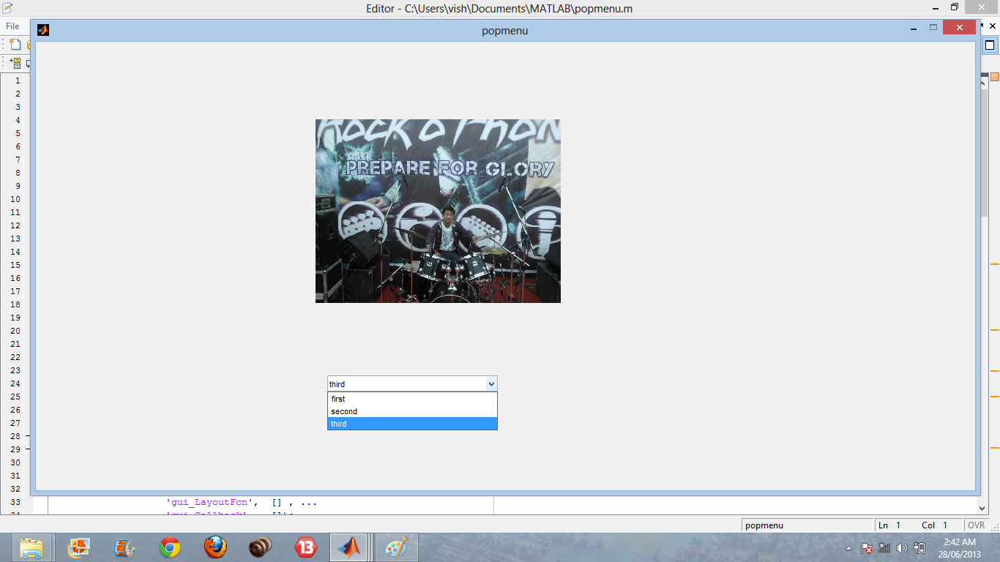 Editor - C:\Users\vish\Documents\MATLAB\popmenu.m
File
popmenu
Rock o Phon
PREPARE FOR GLORY
third
first
second
third
1
2
3
4
5
6
7
8
9
10
11
12
13
14
15
16
17
18
19
20
21
22
23
24
25
26
27
28
29
30
31
32
33 'gui_LayoutFcn', [] , ...
popmenu Ln 1 Col 1 OVR
13
2:42 AM
28/06/2013